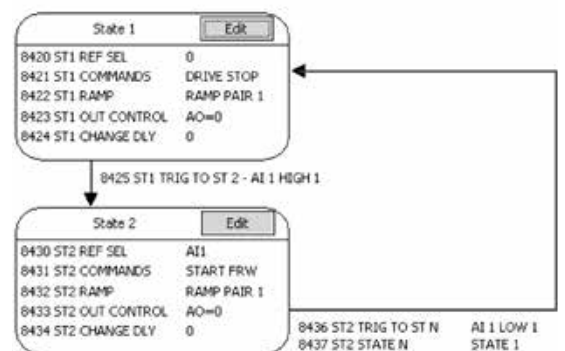 State 1 Edit
8420 ST1 REF SEL 0
8421 ST1 COMMANDS DRIVE STOP
8422 ST1 RAMP RAMP PAIR 1
8423 ST1 OUT CONTROL AO=0
8424 ST1 CHANGE DLY 0
8425 ST1 TRIG TO ST 2 - AI 1 HIGH 1
State 2 Edit
8430 ST2 REF SEL AI1
8431 ST2 COMMANDS START FRW
8432 ST2 RAMP RAMP PAIR 1
8433 ST2 OUT CONTROL AO=0
8434 ST2 CHANGE DLY 0
8436 ST2 TRIG TO ST N AI 1 LOW 1
8437 ST2 STATE N STATE 1